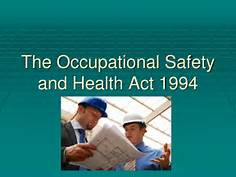 The Occupational Safety
and Health Act 1994